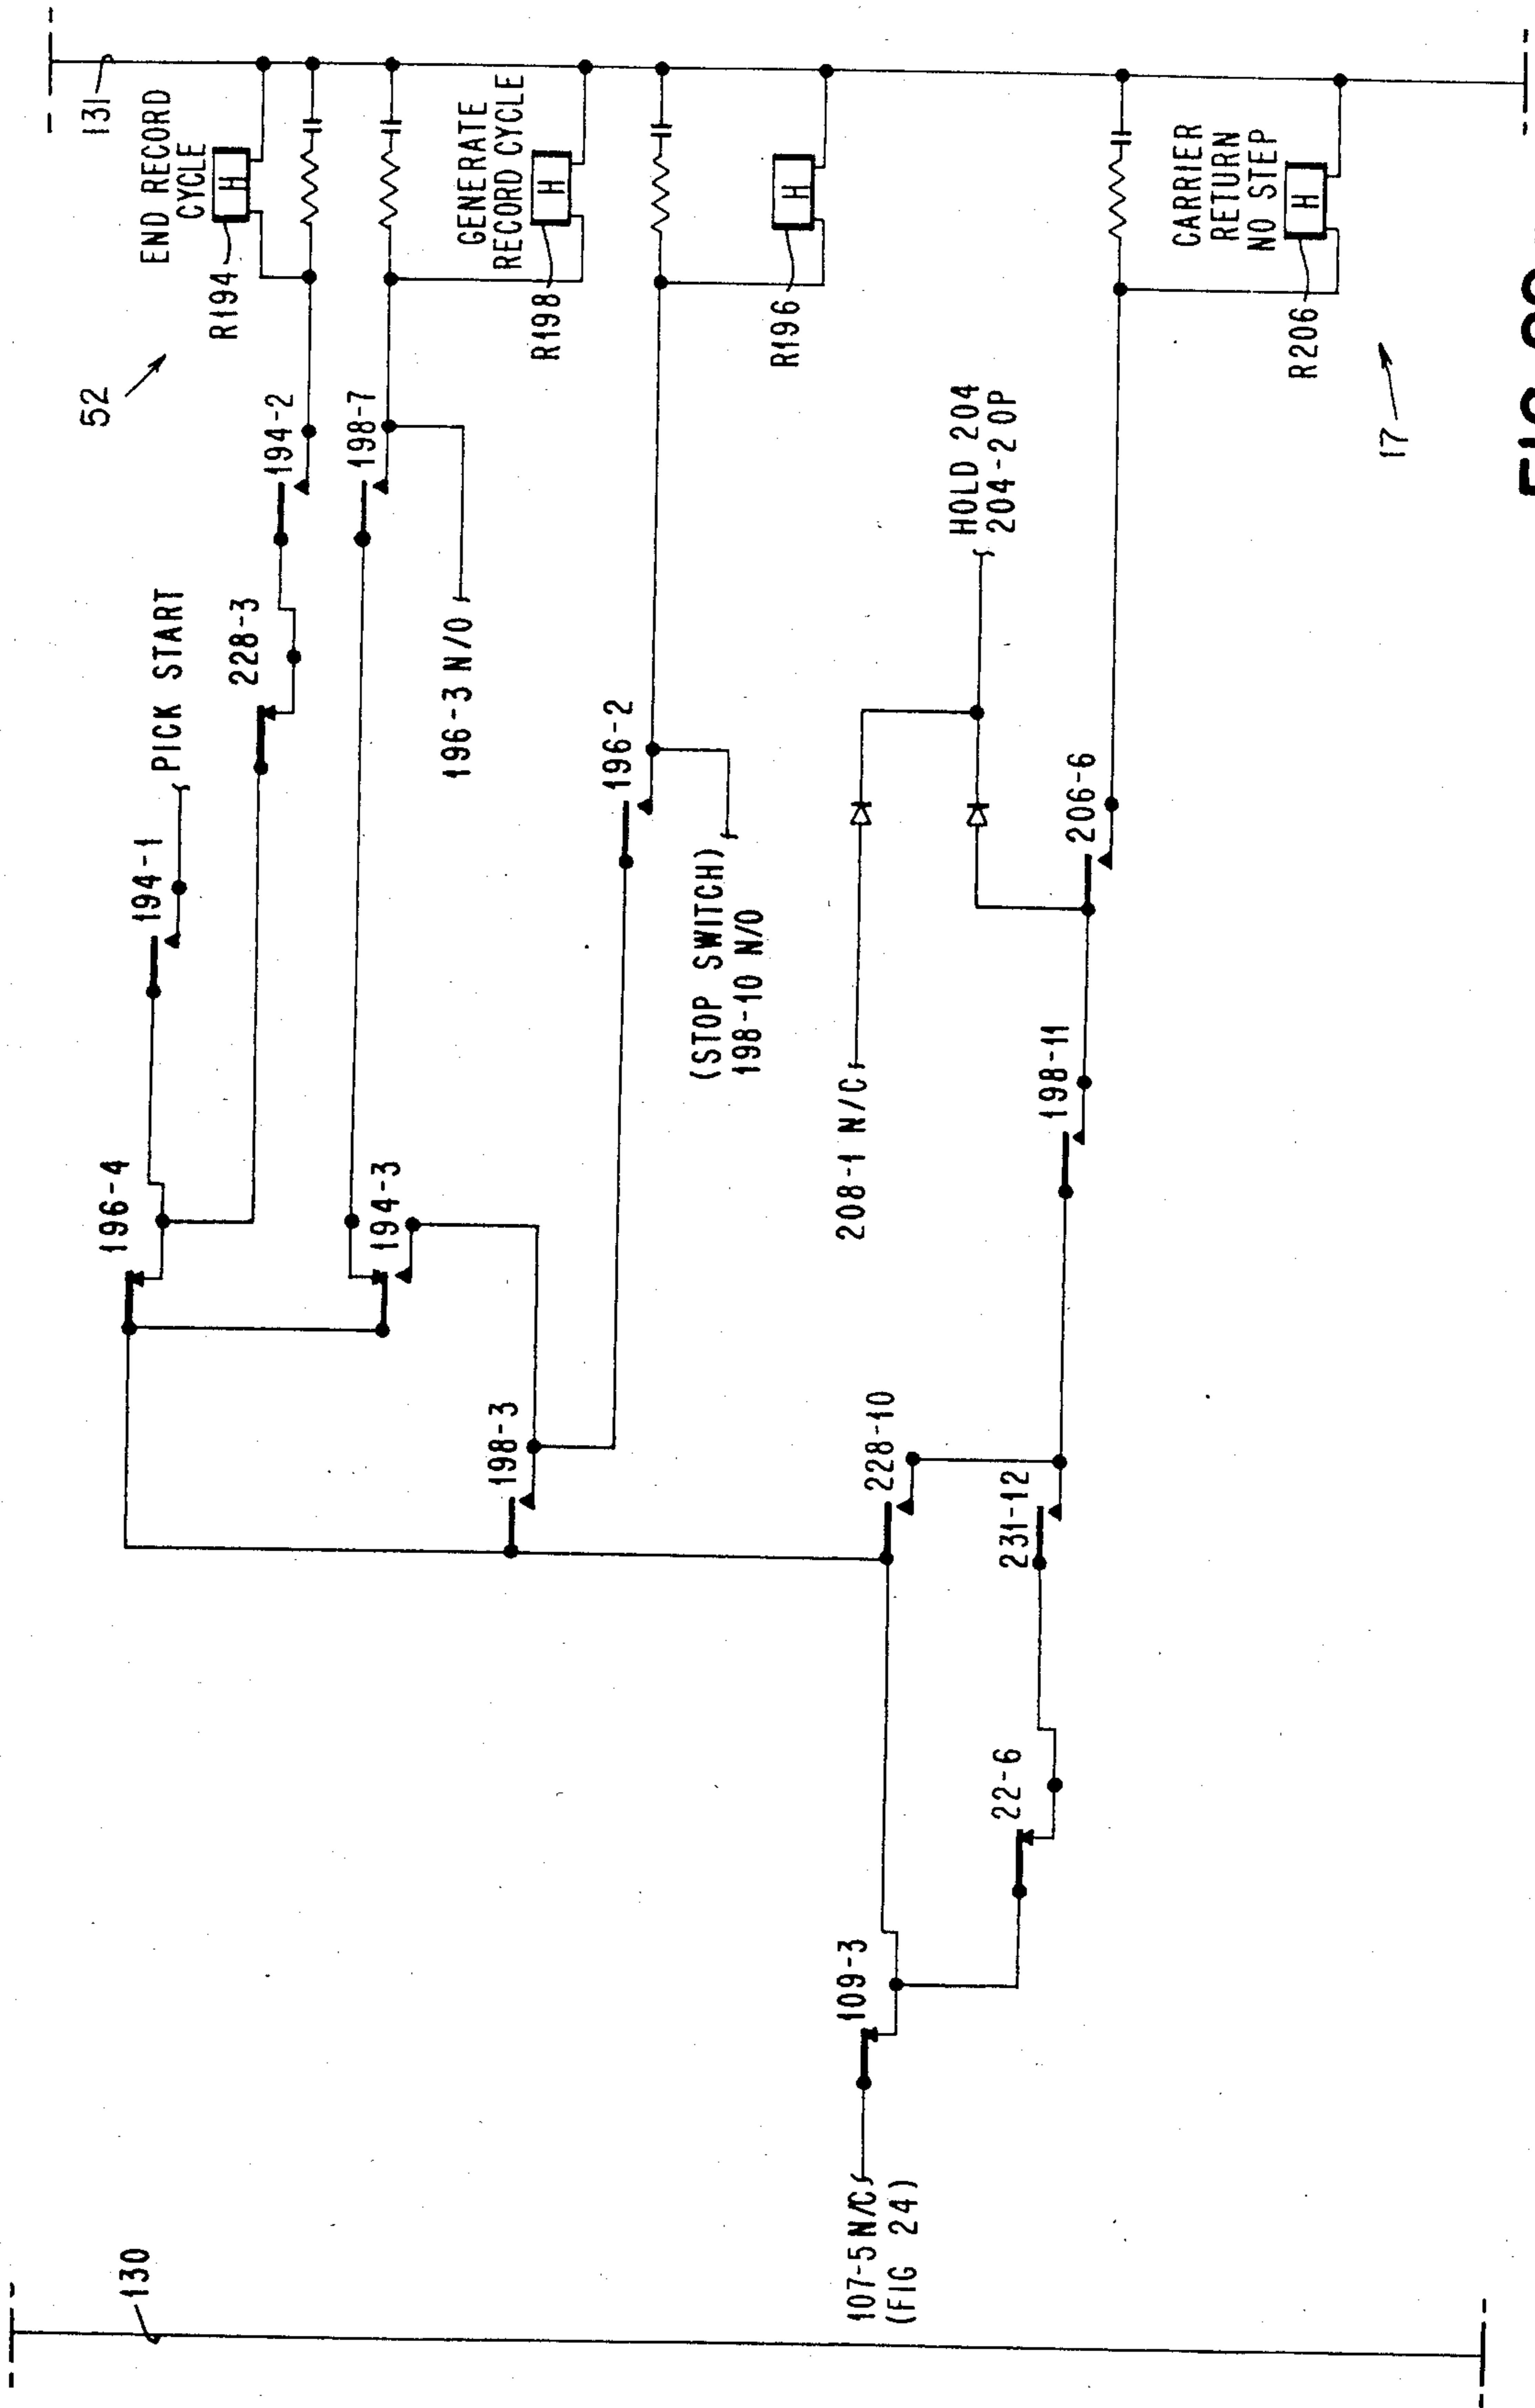 130
107-5 N/C
(FIG 24)
109-3
22-6
228-10
231-12
198-3
196-4
194-3
194-1
PICK START
228-3
194-2
198-7
196-3 N/O
196-2
(STOP SWITCH)
198-10 N/O
208-1 N/C
198-11
206-6
HOLD 204
204-2 OP
52
17
R194
END RECORD
CYCLE
H
R198
GENERATE
RECORD CYCLE
H
R196
H
R206
CARRIER
RETURN
NO STEP
H
131